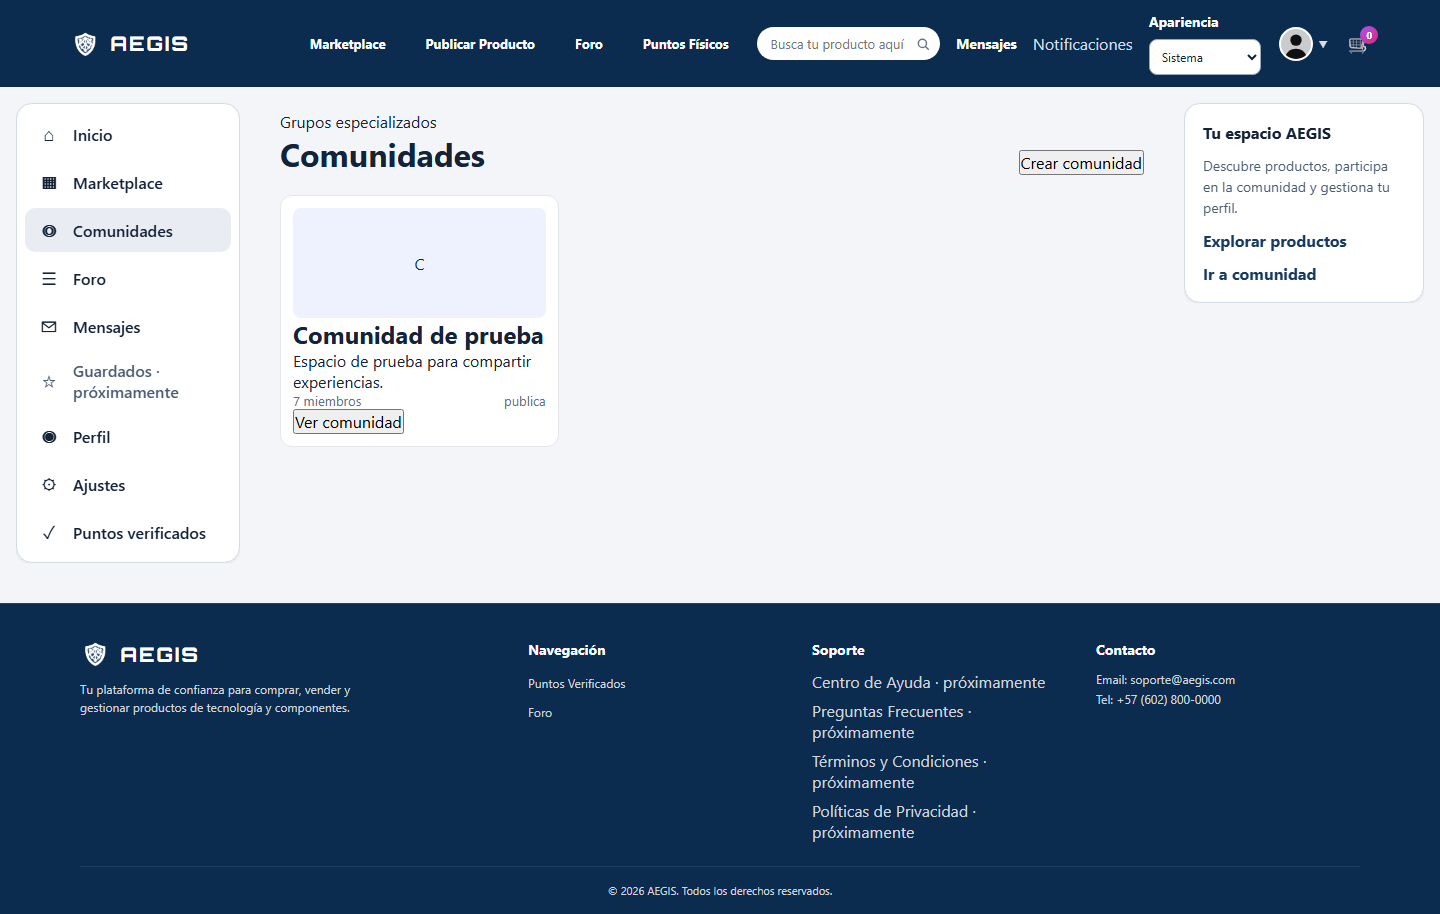 AEGIS
Marketplace
Publicar Producto
Foro
Puntos Físicos
Busca tu producto aquí
Mensajes
Notificaciones
Apariencia
Sistema
0
Inicio
Marketplace
Comunidades
Foro
Mensajes
Guardados ·
próximamente
Perfil
Ajustes
Puntos verificados
Grupos especializados
Comunidades
Crear comunidad
C
Comunidad de prueba
Espacio de prueba para compartir
experiencias.
7 miembros
publica
Ver comunidad
Tu espacio AEGIS
Descubre productos, participa
en la comunidad y gestiona tu
perfil.
Explorar productos
Ir a comunidad
AEGIS
Tu plataforma de confianza para comprar, vender y
gestionar productos de tecnología y componentes.
Navegación
Puntos Verificados
Foro
Soporte
Centro de Ayuda · próximamente
Preguntas Frecuentes ·
próximamente
Términos y Condiciones ·
próximamente
Políticas de Privacidad ·
próximamente
Contacto
Email: soporte@aegis.com
Tel: +57 (602) 800-0000
© 2026 AEGIS. Todos los derechos reservados.